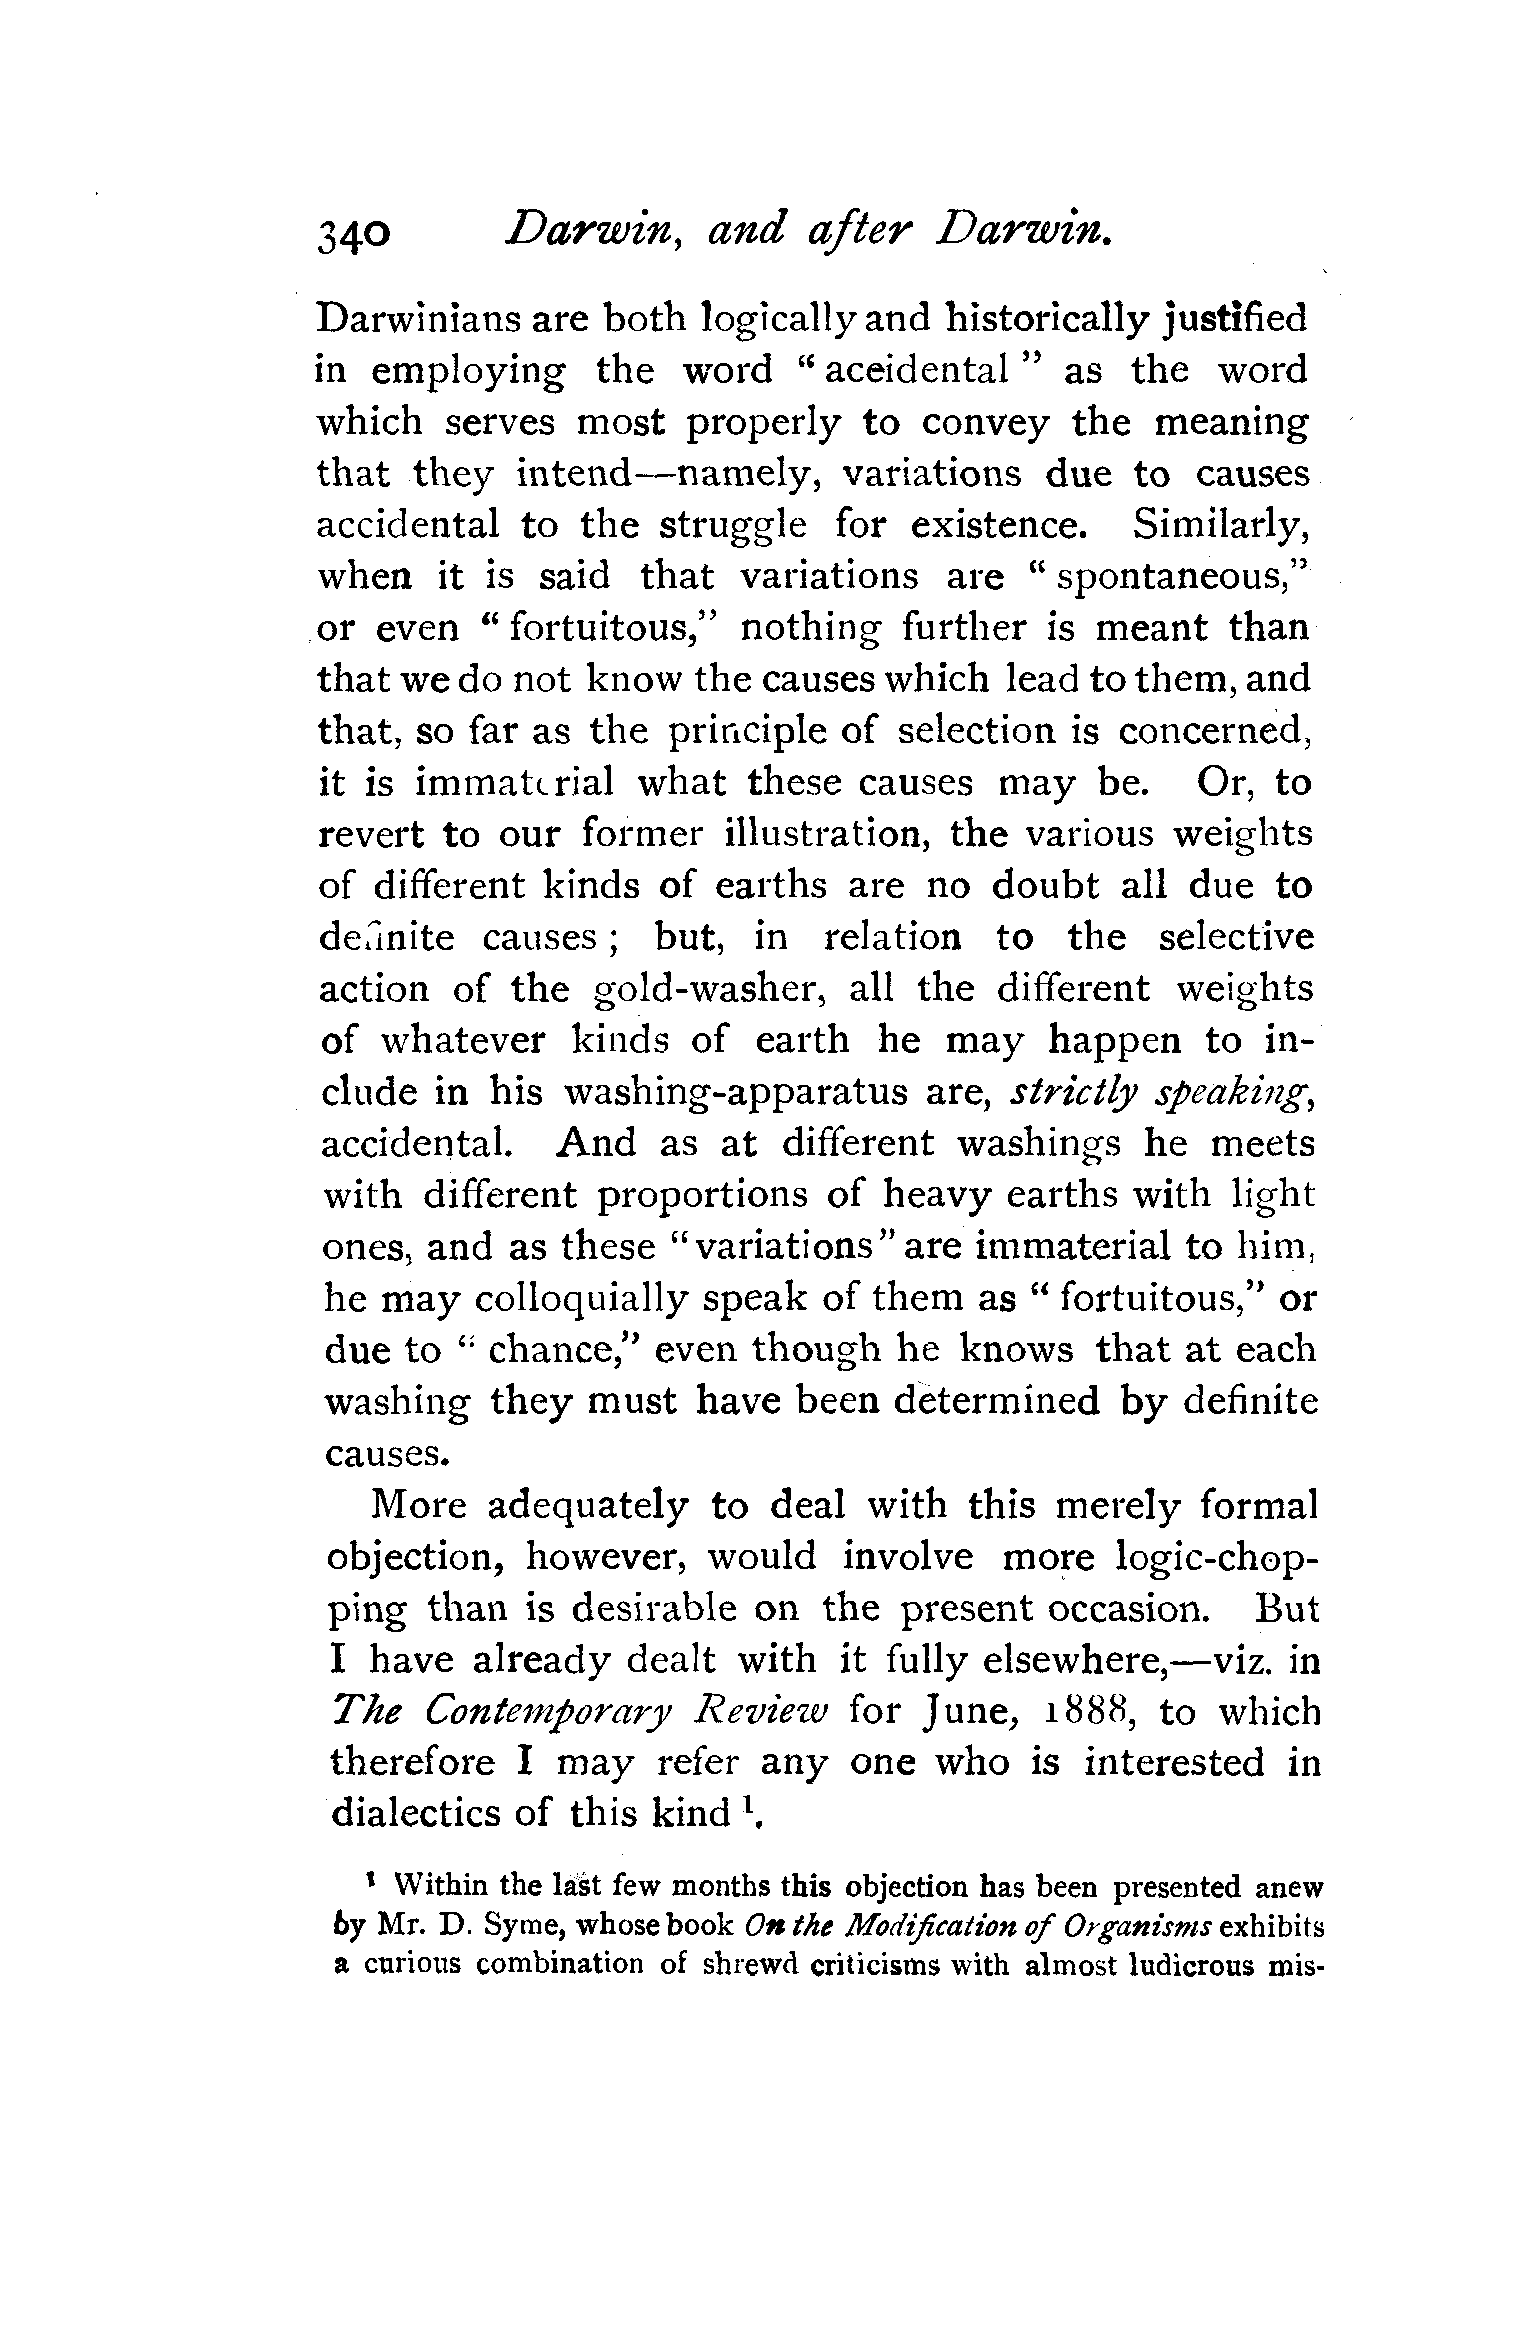 340 Darwin, and after Darwin.
Darwinians are both logically and historically justified
in employing the word “ aceidental ” as the word
which serves most properly to convey the meaning
that they intend—namely, variations due to causes
accidental to the struggle for existence. Similarly,
when it is said that variations are “ spontaneous,”
or even “ fortuitous,” nothing further is meant than
that we do not know the causes which lead to them, and
that, so far as the principle of selection is concerned,
it is immaterial what these causes may be. Or, to
revert to our former illustration, the various weights
of different kinds of earths are no doubt all due to
definite causes ; but, in relation to the selective
action of the gold-washer, all the different weights
of whatever kinds of earth he may happen to in-
clude in his washing-apparatus are, strictly speaking,
accidental. And as at different washings he meets
with different proportions of heavy earths with light
ones, and as these “variations” are immaterial to him,
he may colloquially speak of them as “ fortuitous,” or
due to “ chance,” even though he knows that at each
washing they must have been determined by definite
causes.
More adequately to deal with this merely formal
objection, however, would involve more logic-chop-
ping than is desirable on the present occasion. But
I have already dealt with it fully elsewhere,—viz. in
The Contemporary Review for June, 1888, to which
therefore I may refer any one who is interested in
dialectics of this kind ¹.
¹ Within the last few months this objection has been presented anew
by Mr. D. Syme, whose book On the Modification of Organisms exhibits
a curious combination of shrewd criticisms with almost ludicrous mis-